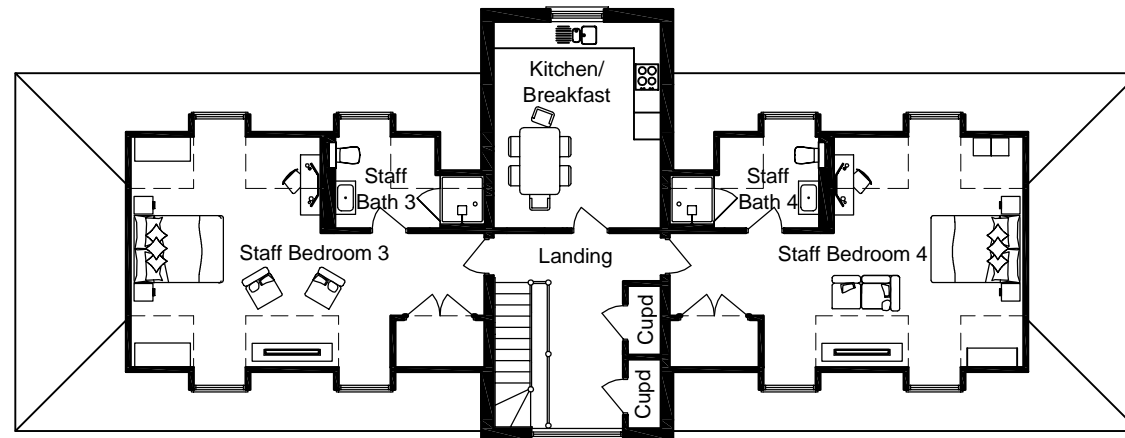 Kitchen/
Breakfast
Staff
Bath 3
Staff
Bath 4
Staff Bedroom 3
Landing
Staff Bedroom 4
Cupd
Cupd